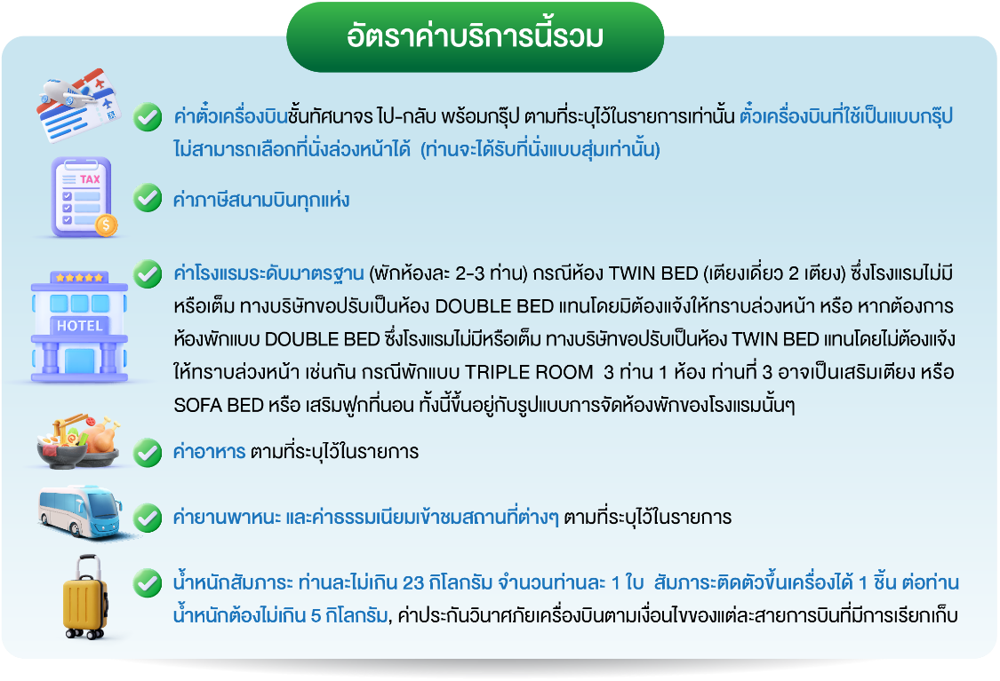 อัตราค่าบริการนี้รวม
ค่าตั๋วเครื่องบินชั้นทัศนาจร ไป-กลับ พร้อมกรุ๊ป ตามที่ระบุไว้ในรายการเท่านั้น ตั๋วเครื่องบินที่ใช้เป็นแบบกรุ๊ป
ไม่สามารถเลือกที่นั่งล่วงหน้าได้ (ท่านจะได้รับที่นั่งแบบสุ่มเท่านั้น)
TAX
$
ค่าภาษีสนามบินทุกแห่ง
ค่าโรงแรมระดับมาตรฐาน (พักห้องละ 2-3 ท่าน) กรณีห้อง TWIN BED (เตียงเดี่ยว 2 เตียง) ซึ่งโรงแรมไม่มี
หรือเต็ม ทางบริษัทขอปรับเป็นห้อง DOUBLE BED แทนโดยมิต้องแจ้งให้ทราบล่วงหน้า หรือ หากต้องการ
HOTEL
ห้องพักแบบ DOUBLE BED ซึ่งโรงแรมไม่มีหรือเต็ม ทางบริษัทขอปรับเป็นห้อง TWIN BED แทนโดยไม่ต้องแจ้ง
ให้ทราบล่วงหน้า เช่นกัน กรณีพักแบบ TRIPLE ROOM 3 ท่าน 1 ห้อง ท่านที่ 3 อาจเป็นเสริมเตียง หรือ
SOFA BED หรือ เสริมฟูกที่นอน ทั้งนี้ขึ้นอยู่กับรูปแบบการจัดห้องพักของโรงแรมนั้นๆ
ค่าอาหาร ตามที่ระบุไว้ในรายการ
ค่ายานพาหนะ และค่าธรรมเนียมเข้าชมสถานที่ต่างๆ ตามที่ระบุไว้ในรายการ
น้ำหนักสัมภาระ ท่านละไม่เกิน 23 กิโลกรัม จำนวนท่านละ 1 ใบ สัมภาระติดตัวขึ้นเครื่องได้ 1 ชิ้น ต่อท่าน
น้ำหนักต้องไม่เกิน 5 กิโลกรัม, ค่าประกันวินาศภัยเครื่องบินตามเงื่อนไขของแต่ละสายการบินที่มีการเรียกเก็บ